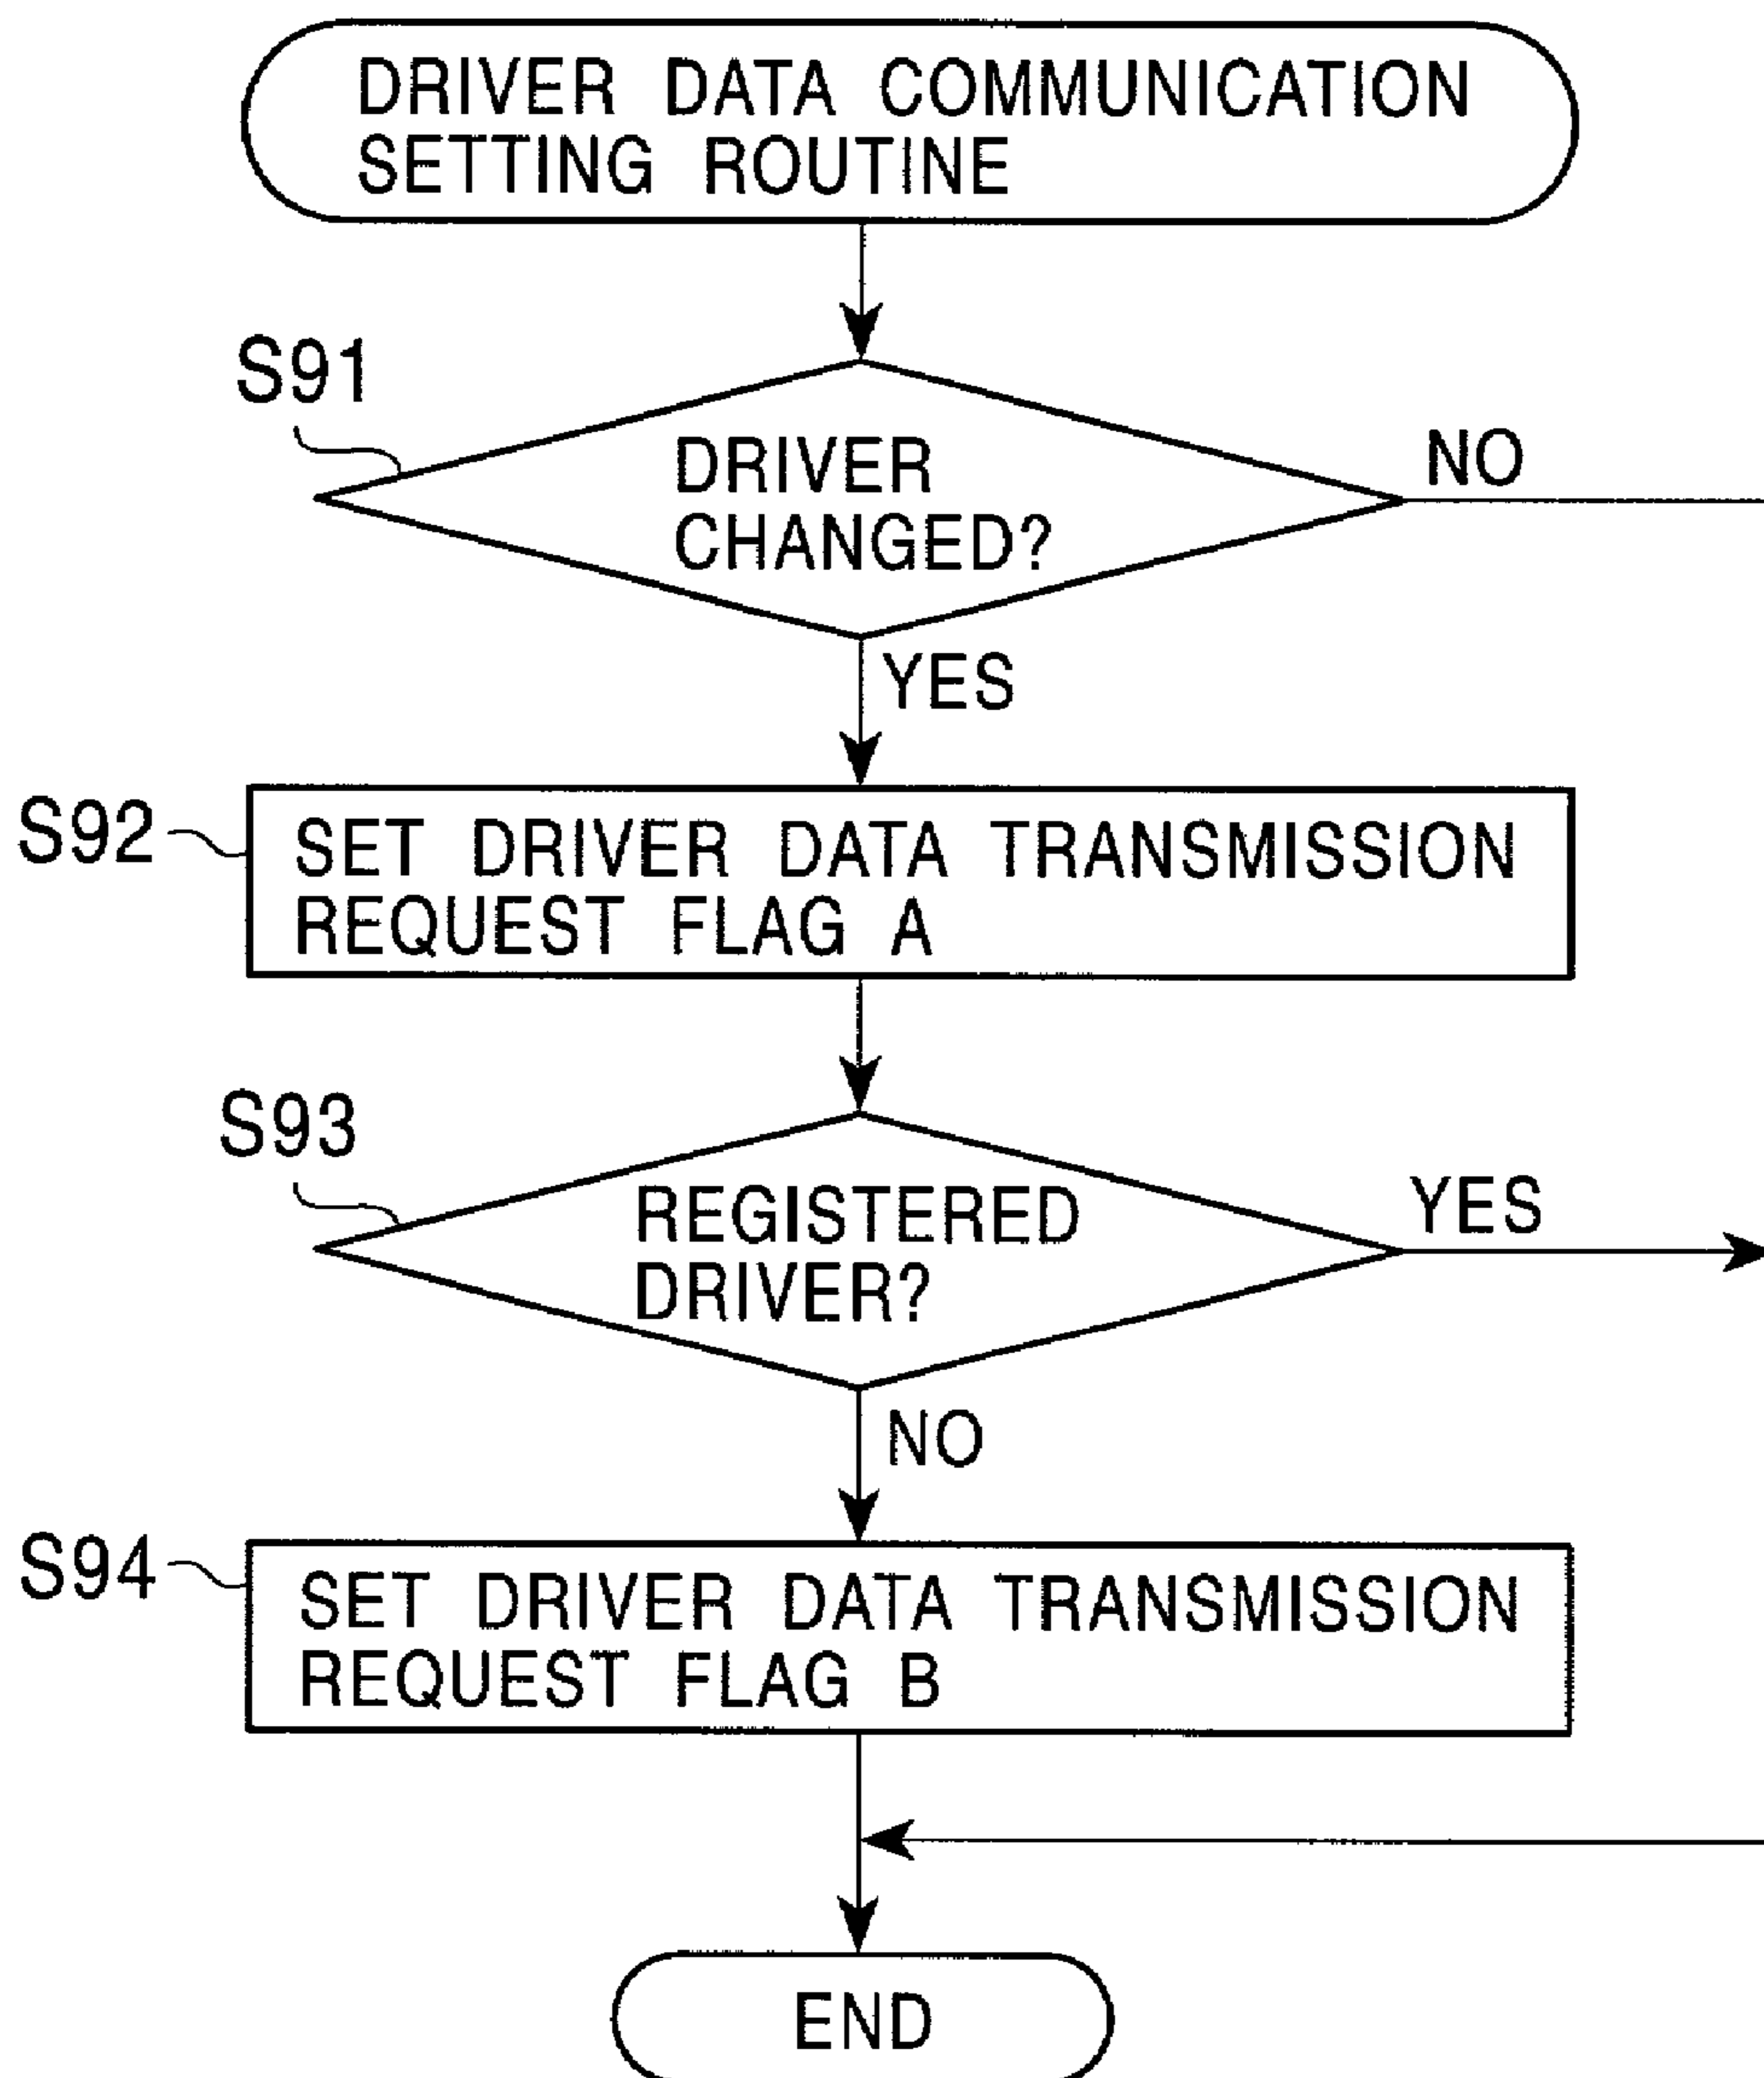 DRIVER DATA COMMUNICATION
SETTING ROUTINE
S91
DRIVER
CHANGED?
NO
YES
S92
SET DRIVER DATA TRANSMISSION
REQUEST FLAG A
S93
REGISTERED
DRIVER?
YES
NO
S94
SET DRIVER DATA TRANSMISSION
REQUEST FLAG B
END